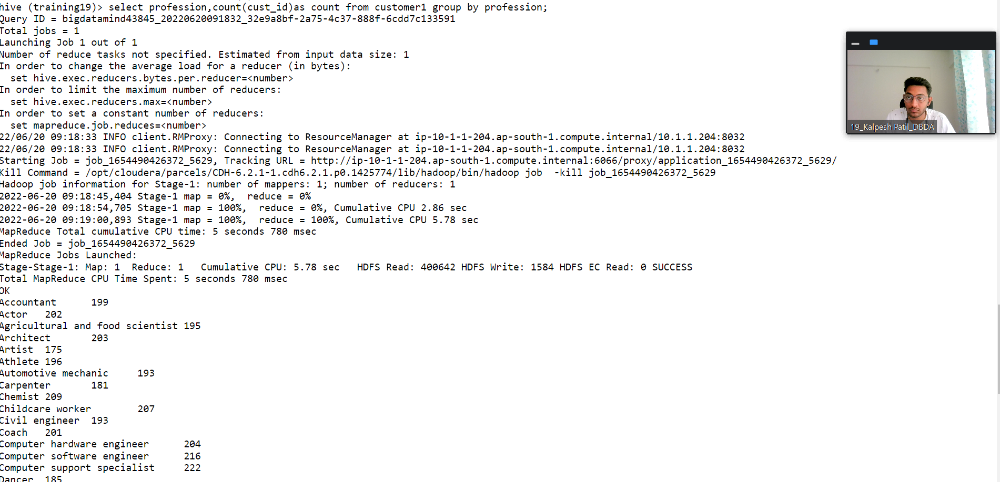 hive (training19)> select profession,count(cust_id)as count from customer1 group by profession;
Query ID = bigdatamind43845_20220620091832_32e9a8bf-2a75-4c37-888f-6cdd7c133591
Total jobs = 1
Launching Job 1 out of 1
Number of reduce tasks not specified. Estimated from input data size: 1
In order to change the average load for a reducer (in bytes):
  set hive.exec.reducers.bytes.per.reducer=<number>
In order to limit the maximum number of reducers:
  set hive.exec.reducers.max=<number>
In order to set a constant number of reducers:
  set mapreduce.job.reduces=<number>
22/06/20 09:18:33 INFO client.RMProxy: Connecting to ResourceManager at ip-10-1-1-204.ap-south-1.compute.internal/10.1.1.204:8032
22/06/20 09:18:33 INFO client.RMProxy: Connecting to ResourceManager at ip-10-1-1-204.ap-south-1.compute.internal/10.1.1.204:8032
Starting Job = job_1654490426372_5629, Tracking URL = http://ip-10-1-1-204.ap-south-1.compute.internal:6066/proxy/application_1654490426372_5629/
Kill Command = /opt/cloudera/parcels/CDH-6.2.1-1.cdh6.2.1.p0.1425774/lib/hadoop/bin/hadoop job  -kill job_1654490426372_5629
Hadoop job information for Stage-1: number of mappers: 1; number of reducers: 1
2022-06-20 09:18:45,404 Stage-1 map = 0%,  reduce = 0%
2022-06-20 09:18:54,705 Stage-1 map = 100%,  reduce = 0%, Cumulative CPU 2.86 sec
2022-06-20 09:19:00,893 Stage-1 map = 100%,  reduce = 100%, Cumulative CPU 5.78 sec
MapReduce Total cumulative CPU time: 5 seconds 780 msec
Ended Job = job_1654490426372_5629
MapReduce Jobs Launched:
Stage-Stage-1: Map: 1  Reduce: 1   Cumulative CPU: 5.78 sec   HDFS Read: 400642 HDFS Write: 1584 HDFS EC Read: 0 SUCCESS
Total MapReduce CPU Time Spent: 5 seconds 780 msec
OK
Accountant 199
Actor 202
Agricultural and food scientist 195
Architect 203
Artist 175
Athlete 196
Automotive mechanic 193
Carpenter 181
Chemist 209
Childcare worker 207
Civil engineer 193
Coach 201
Computer hardware engineer 204
Computer software engineer 216
Computer support specialist 222
Dancer 185
19_Kalpesh Patil_DBDA